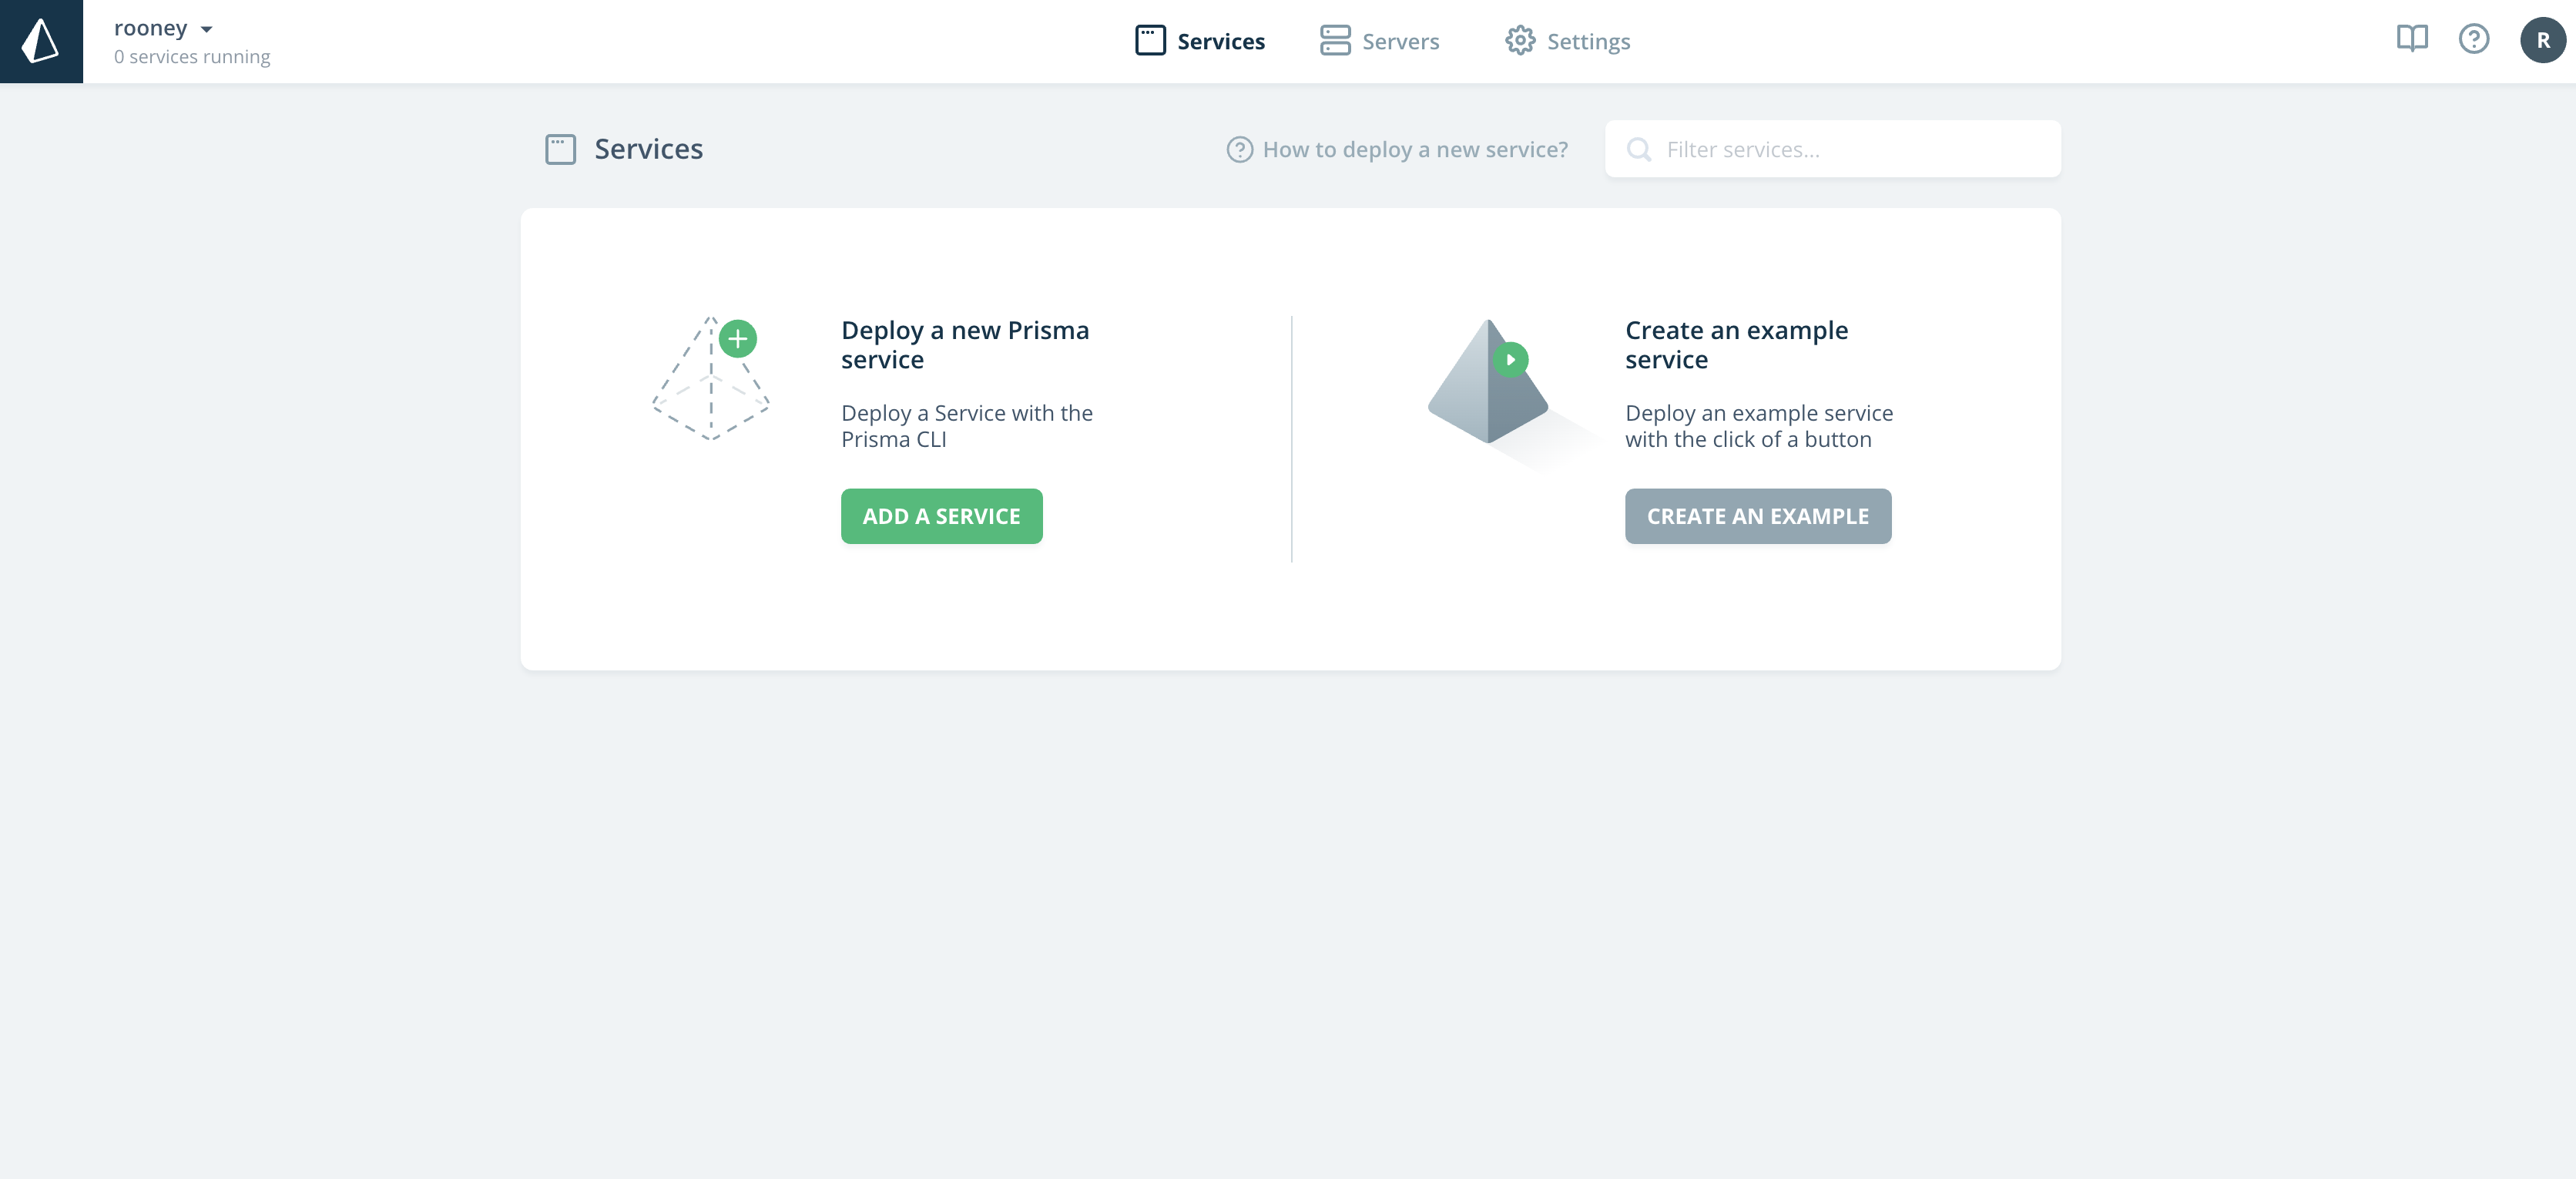 rooney
0 services running
Services
Servers
Settings
R
Services
How to deploy a new service?
Filter services...
Deploy a new Prisma
service
Deploy a Service with the
Prisma CLI
ADD A SERVICE
Create an example
service
Deploy an example service
with the click of a button
CREATE AN EXAMPLE